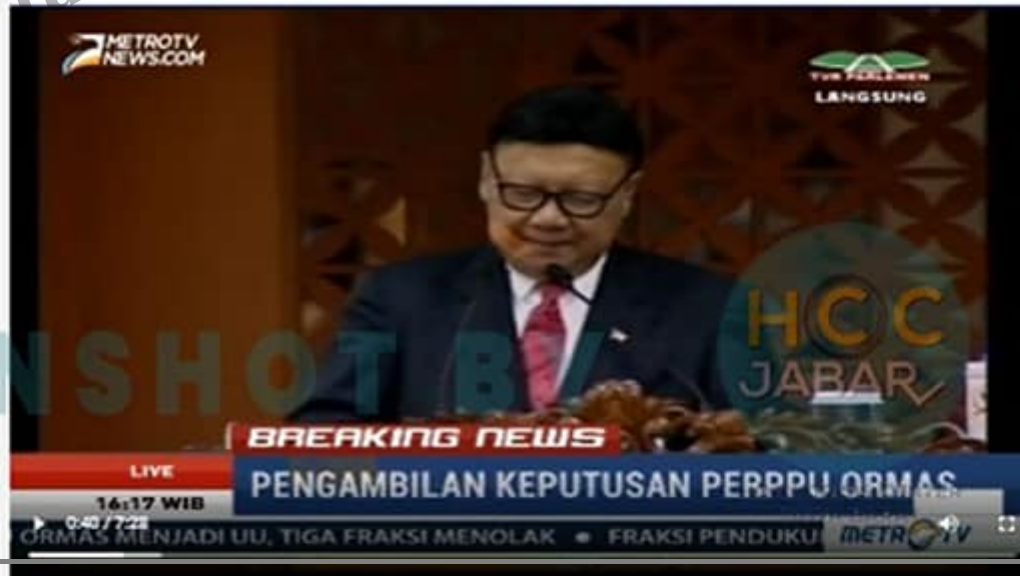 METROTV
NEWS.COM
TVR PARLEMEN
LANGSUNG
NSHOT BY
HCC
JABAR
BREAKING NEWS
LIVE
PENGAMBILAN KEPUTUSAN PERPPU ORMAS
16:17 WIB
0:40 / 7:28
ORMAS MENJADI UU, TIGA FRAKSI MENOLAK • FRAKSI PENDUKU
METRO TV